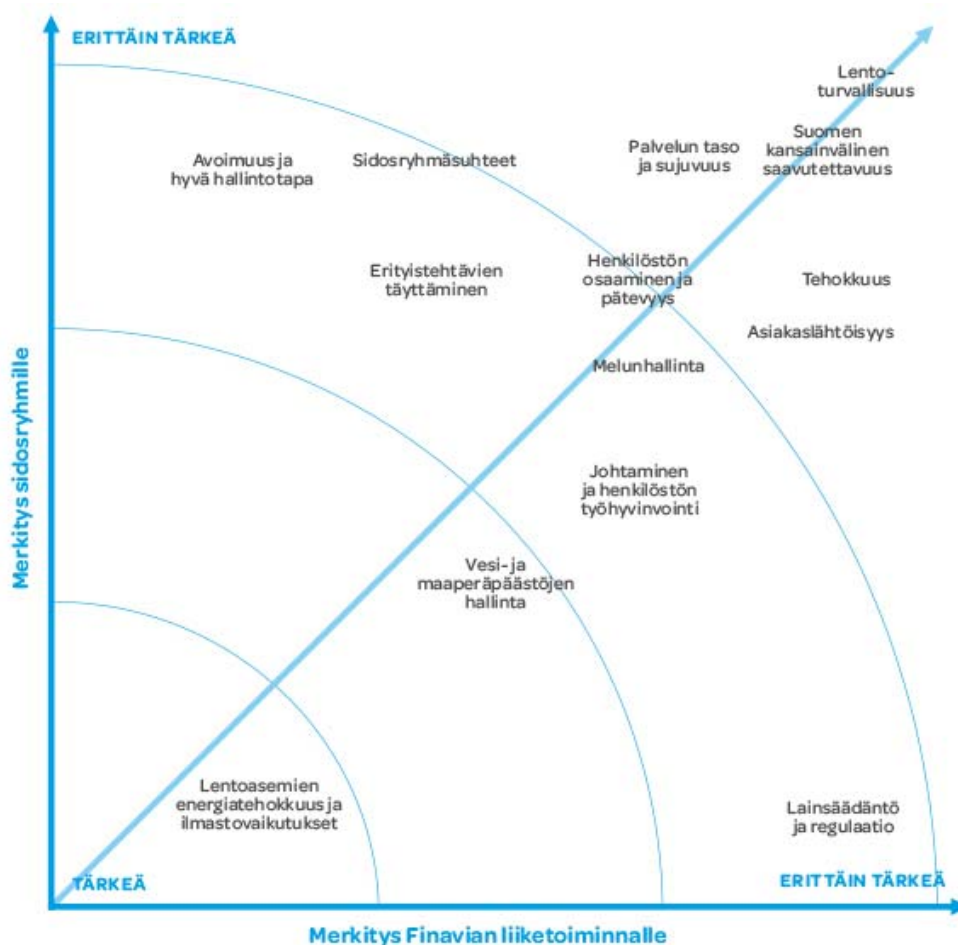 ERITTÄIN TÄRKEÄ
Lento-
turvallisuus
Avoimuus ja
hyvä hallintotapa
Sidosryhmäsuhteet
Palvelun taso
ja sujuvuus
Suomen
kansainvälinen
saavutettavuus
Erityistehtävien
täyttäminen
Henkilöstön
osaaminen ja
pätevyys
Tehokkuus
Asiakaslähtöisyys
Melunhallinta
Merkitys sidosryhmille
Johtaminen
ja henkilöstön
työhyvinvointi
Vesi- ja
maaperäpäästöjen
hallinta
Lentoasemien
energiatehokkuus ja
ilmastovaikutukset
Lainsäädäntö
ja regulaatio
TÄRKEÄ
ERITTÄIN TÄRKEÄ
Merkitys Finavian liiketoiminnalle